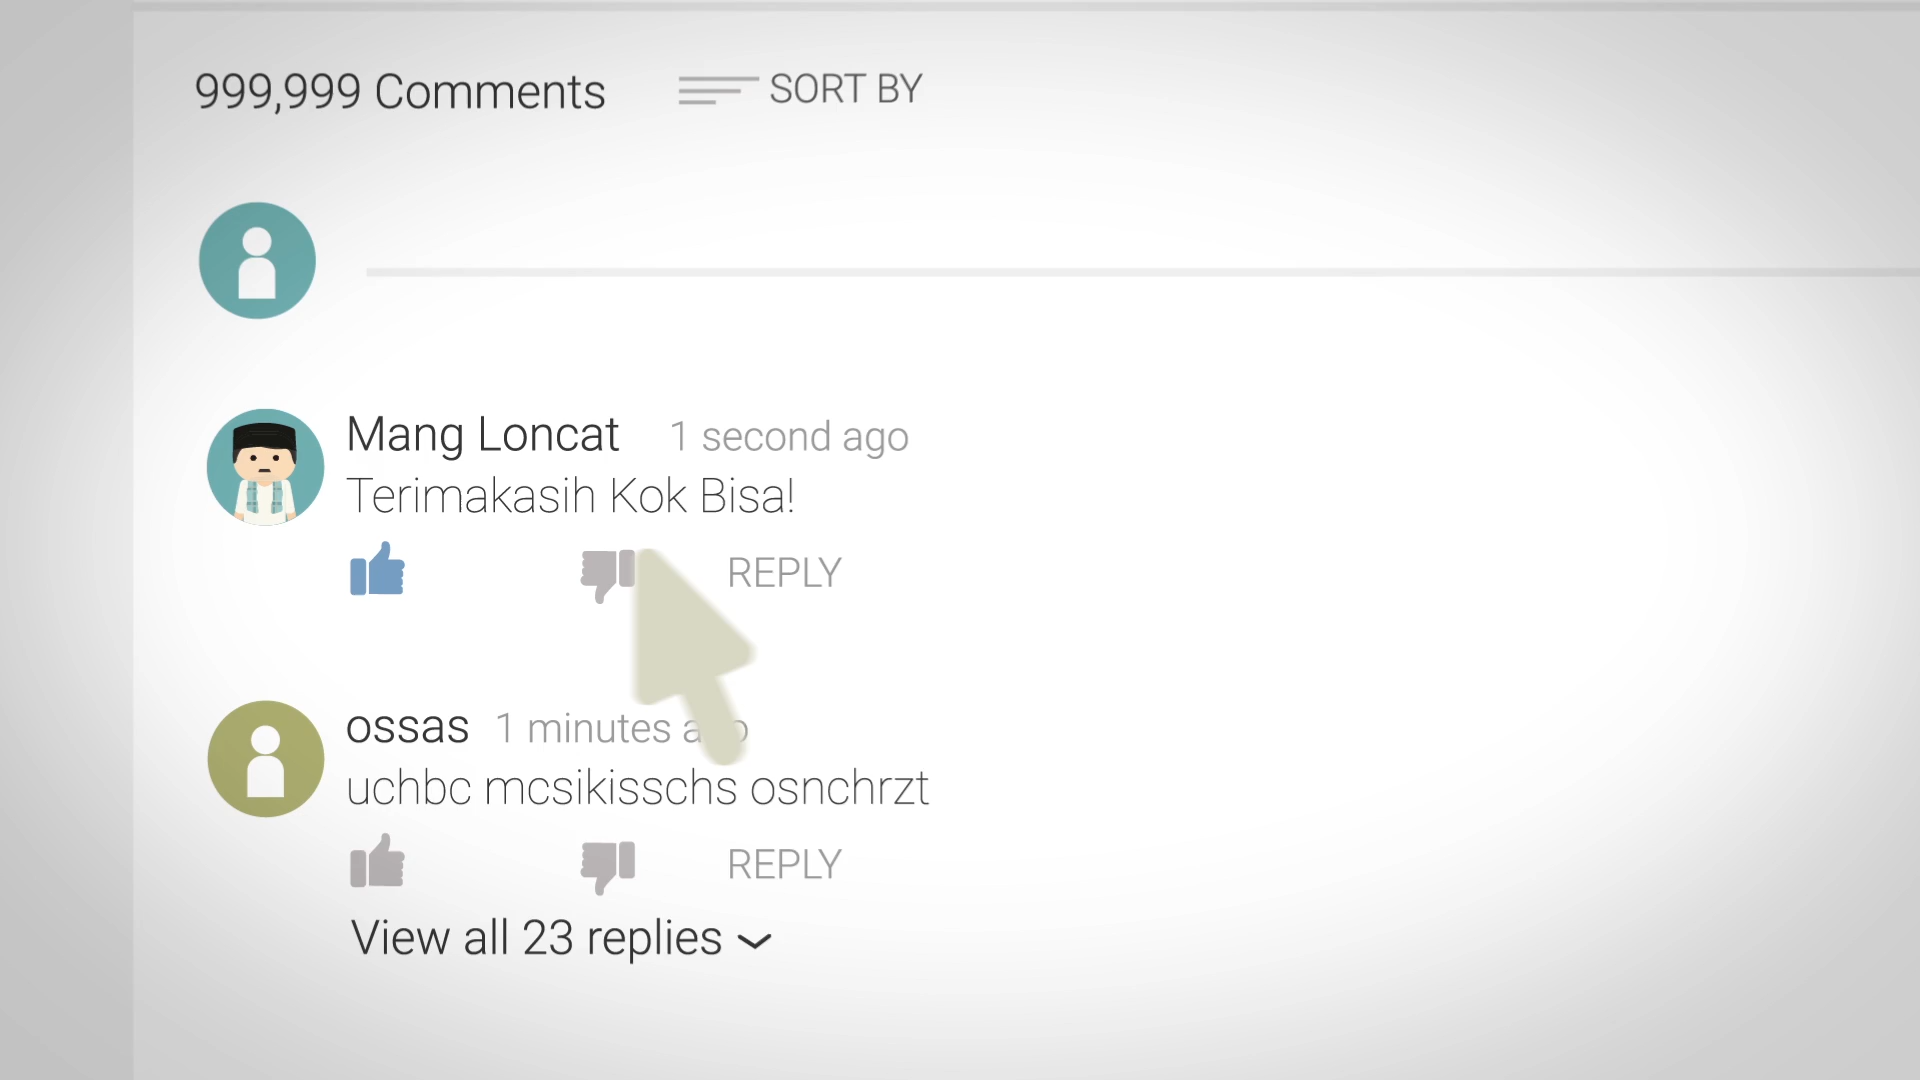 999,999 Comments SORT BY
Mang Loncat 1 second ago
Terimakasih Kok Bisa!
REPLY
ossas 1 minutes ago
uchbc mcsikisschs osnchrzt
REPLY
View all 23 replies